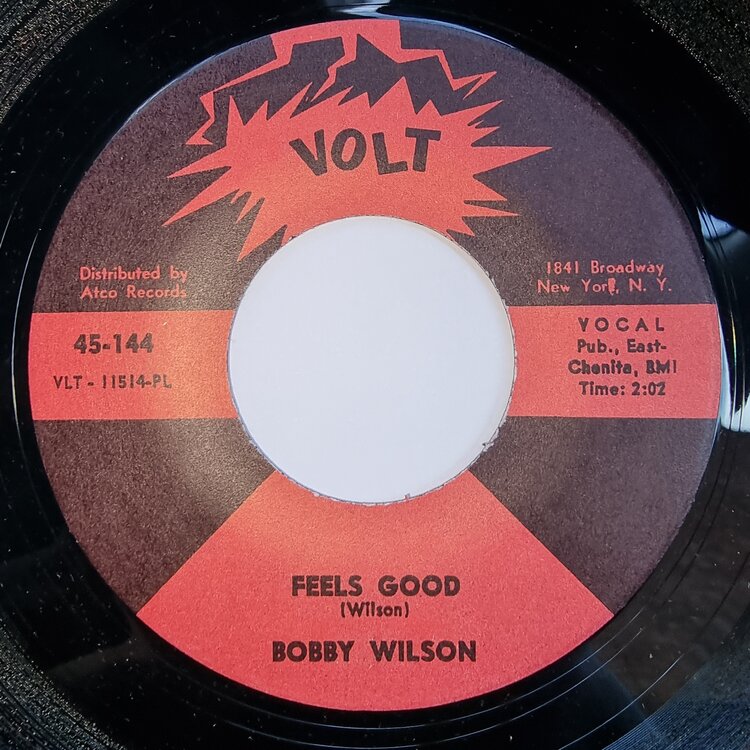 VOLT
Distributed by
Atco Records
1841 Broadway
New York, N. Y.
45-144
VLT - 11514-PL
VOCAL
Pub., East-
Chenita, BMI
Time: 2:02
FEELS GOOD
(Wilson)
BOBBY WILSON